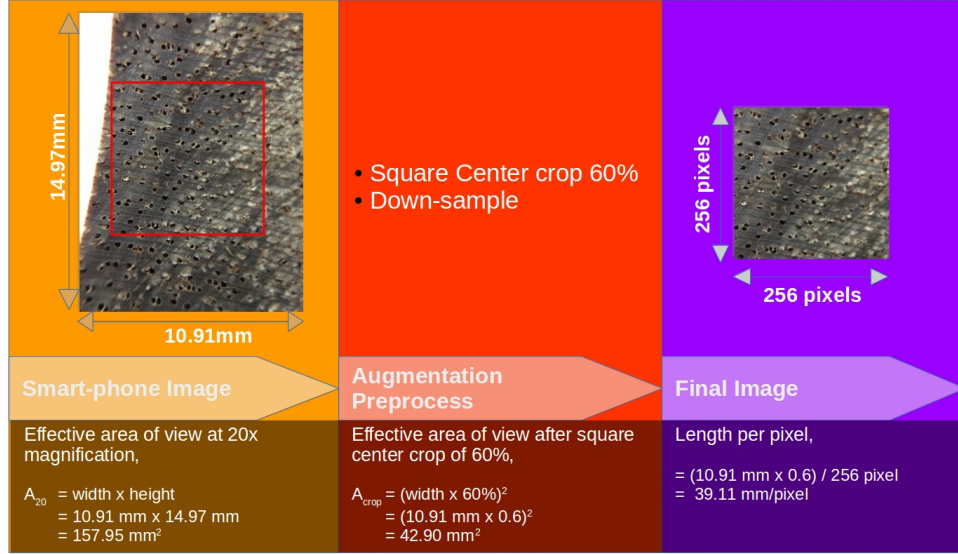 14.97mm
10.91mm
• Square Center crop 60%
• Down-sample
256 pixels
256 pixels
Smart-phone Image
Augmentation
Preprocess
Final Image
Effective area of view at 20x
magnification,
A₂₀ = width x height
= 10.91 mm x 14.97 mm
= 157.95 mm²
Effective area of view after square
center crop of 60%,
A_crop = (width x 60%)²
= (10.91 mm x 0.6)²
= 42.90 mm²
Length per pixel,
= (10.91 mm x 0.6) / 256 pixel
= 39.11 mm/pixel